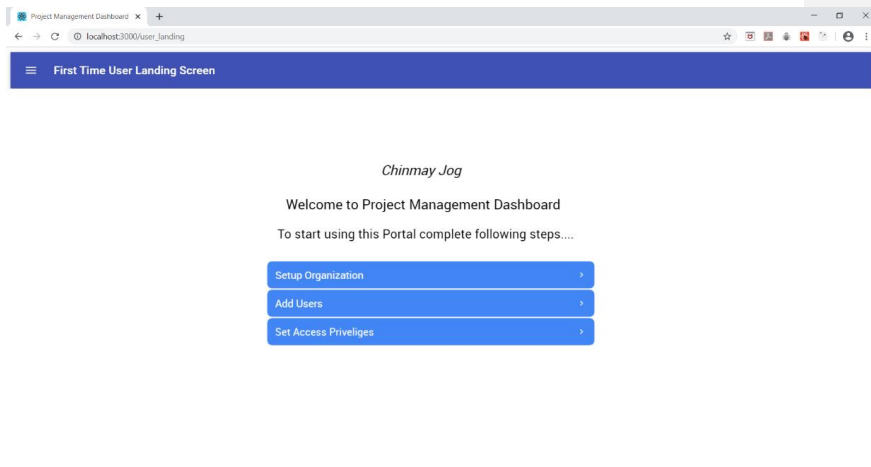 Project Management Dashboard
localhost:3000/user_landing
First Time User Landing Screen
Chinmay Jog
Welcome to Project Management Dashboard
To start using this Portal complete following steps....
Setup Organization
Add Users
Set Access Priveliges